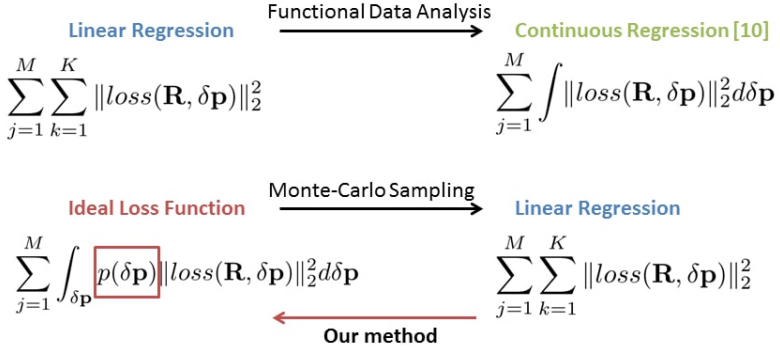 Functional Data Analysis
Linear Regression
Continuous Regression [10]
$\sum_{j=1}^{M} \sum_{k=1}^{K} \|loss(\mathbf{R}, \delta\mathbf{p})\|_2^2$
$\sum_{j=1}^{M} \int \|loss(\mathbf{R}, \delta\mathbf{p})\|_2^2 d\delta\mathbf{p}$
Monte-Carlo Sampling
Ideal Loss Function
Linear Regression
$\sum_{j=1}^{M} \int_{\delta\mathbf{p}} p(\delta\mathbf{p}) \|loss(\mathbf{R}, \delta\mathbf{p})\|_2^2 d\delta\mathbf{p}$
$\sum_{j=1}^{M} \sum_{k=1}^{K} \|loss(\mathbf{R}, \delta\mathbf{p})\|_2^2$
Our method